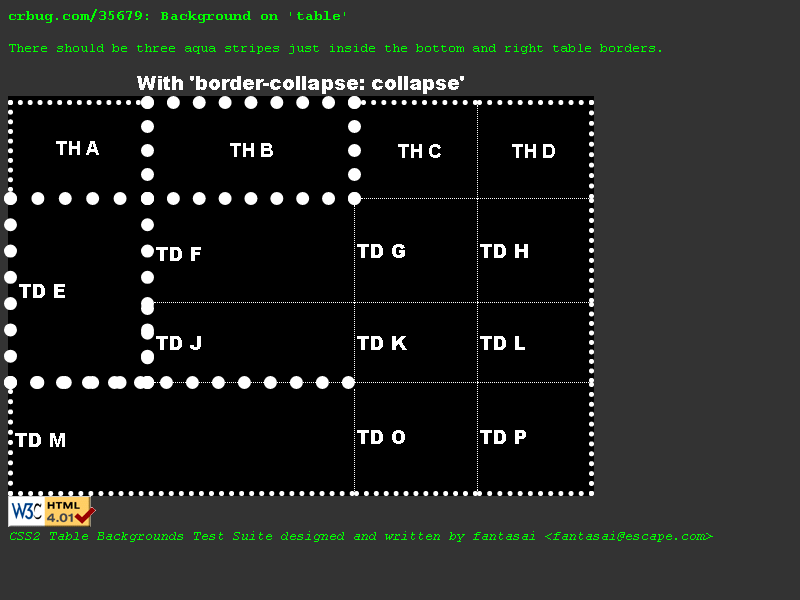 crbug.com/35679: Background on 'table'
There should be three aqua stripes just inside the bottom and right table borders.
With 'border-collapse: collapse'
TH A TH B TH C TH D
TD E TD F TD G TD H
TD J TD K TD L
TD M TD O TD P
W3C HTML 4.01
CSS2 Table Backgrounds Test Suite designed and written by fantasai <fantasai@escape.com>